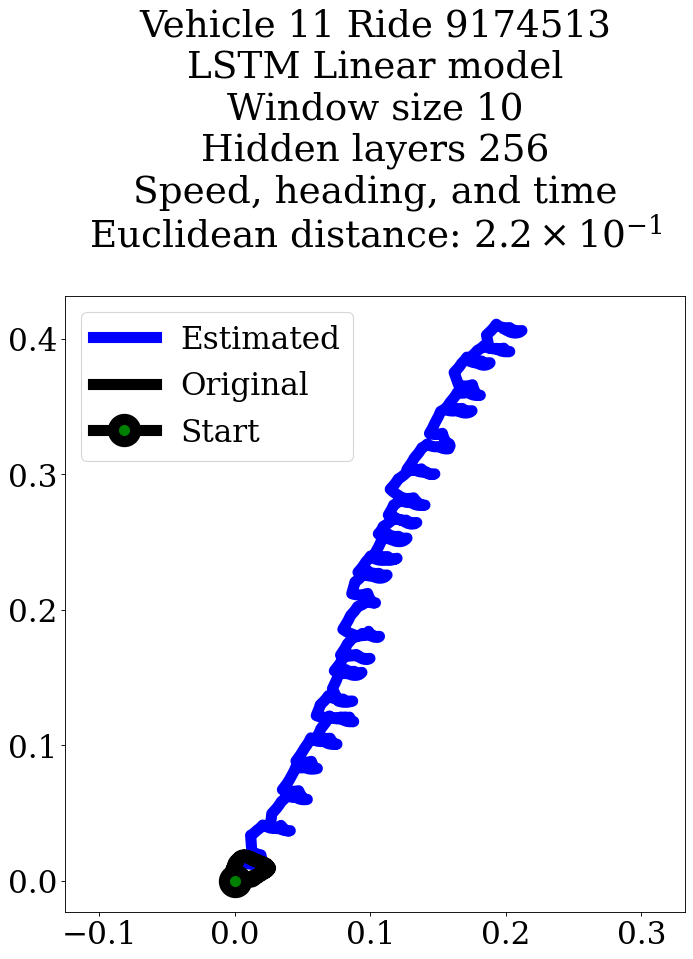 Vehicle 11 Ride 9174513
LSTM Linear model
Window size 10
Hidden layers 256
Speed, heading, and time
Euclidean distance: 2.2 × 10⁻¹
Estimated
Original
Start
0.4
0.3
0.2
0.1
0.0
−0.1 0.0 0.1 0.2 0.3